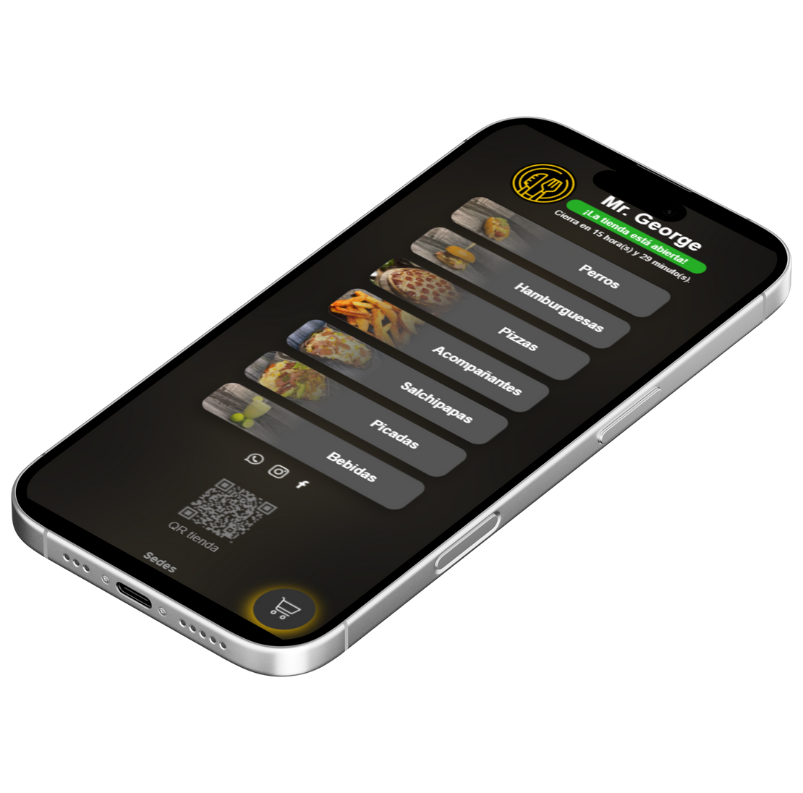 Mr. George
¡La tienda está abierta!
Cierra en 15 hora(s) y 29 minuto(s).
Perros
Hamburguesas
Pizzas
Acompañantes
Salchipapas
Picadas
Bebidas
QR tienda
Sedes